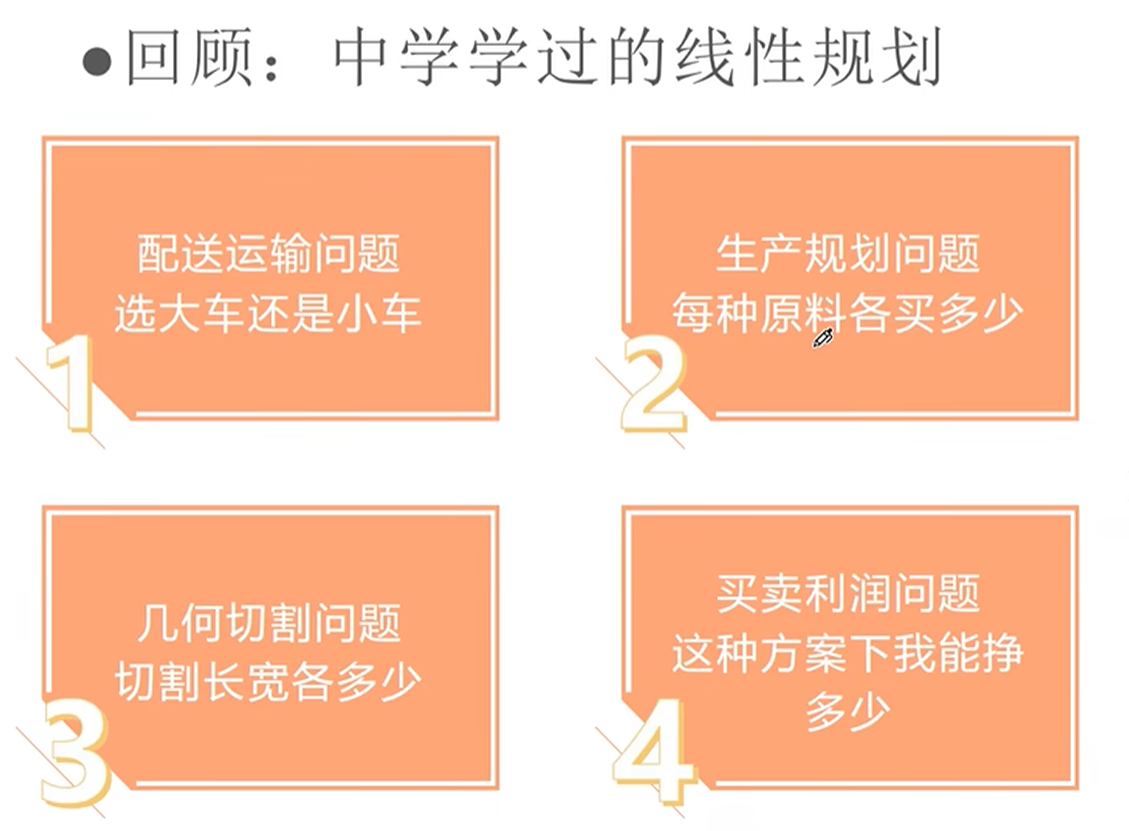 ●回顾：中学学过的线性规划
配送运输问题
选大车还是小车
1
生产规划问题
每种原料各买多少
2
几何切割问题
切割长宽各多少
3
买卖利润问题
这种方案下我能挣
多少
4